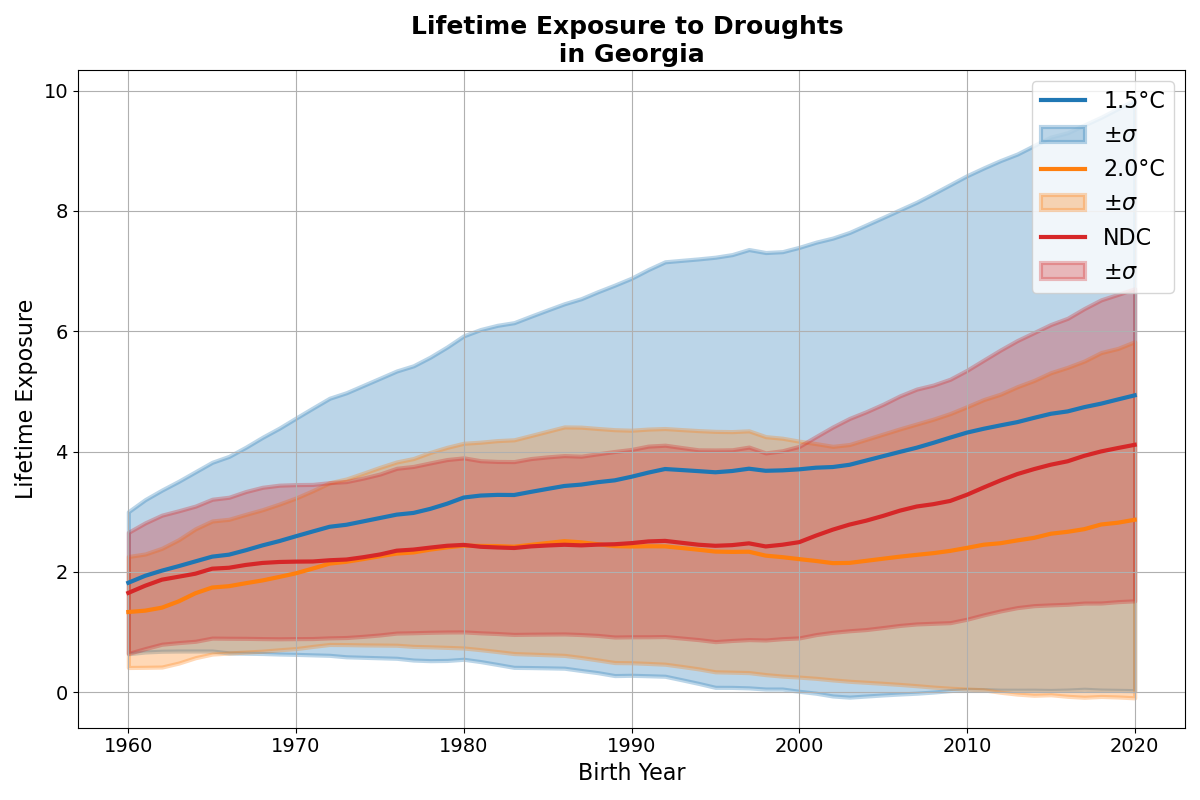 Lifetime Exposure to Droughts
in Georgia
Lifetime Exposure
10
8
6
4
2
0
1960
1970
1980
1990
2000
2010
2020
Birth Year
1.5°C
±σ
2.0°C
±σ
NDC
±σ